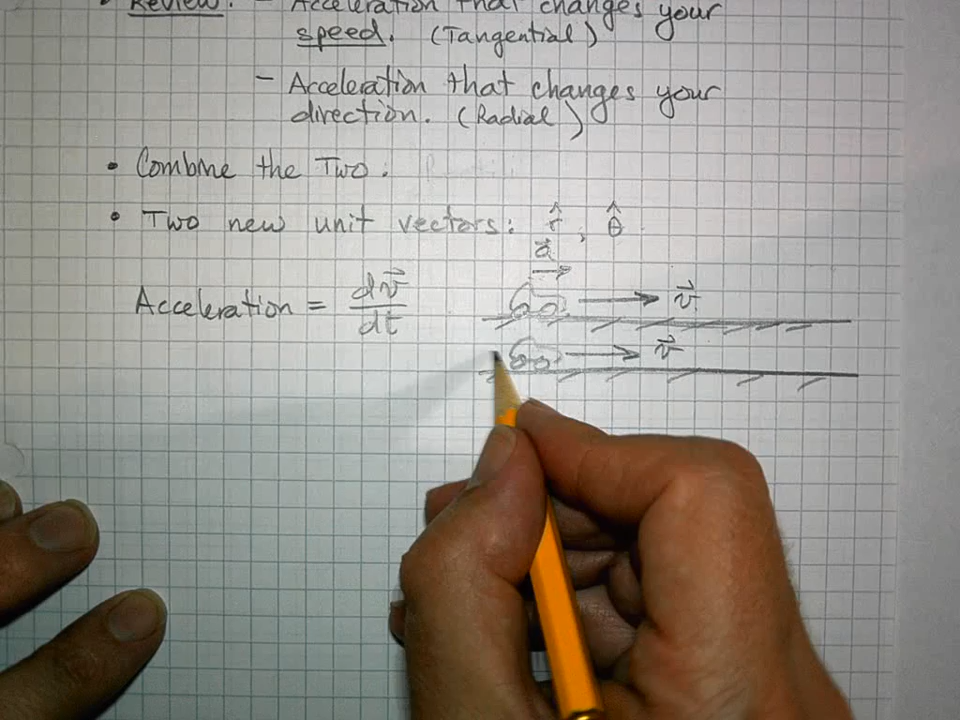 • Review: - Acceleration that changes your
speed. (Tangential)
- Acceleration that changes your
direction. (Radial)
• Combine the Two:
• Two new unit vectors: r̂, θ̂
a⃗
Acceleration = dv⃗/dt
v⃗
v⃗